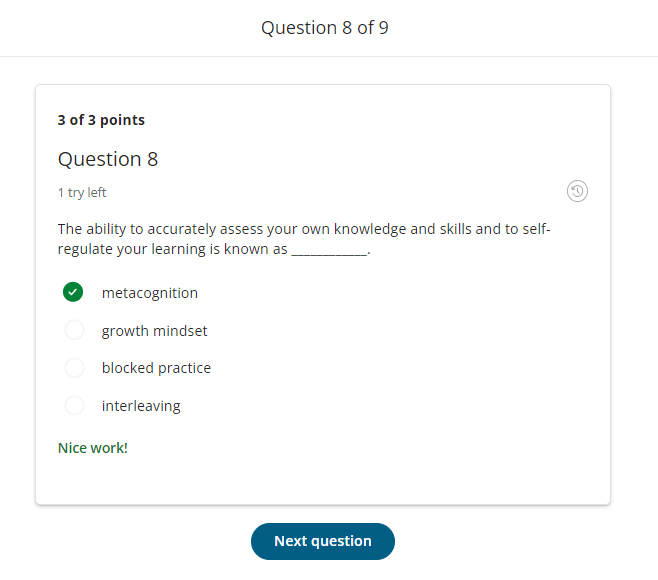 Question 8 of 9
3 of 3 points
Question 8
1 try left
The ability to accurately assess your own knowledge and skills and to self-
regulate your learning is known as ____________.
metacognition
growth mindset
blocked practice
interleaving
Nice work!
Next question